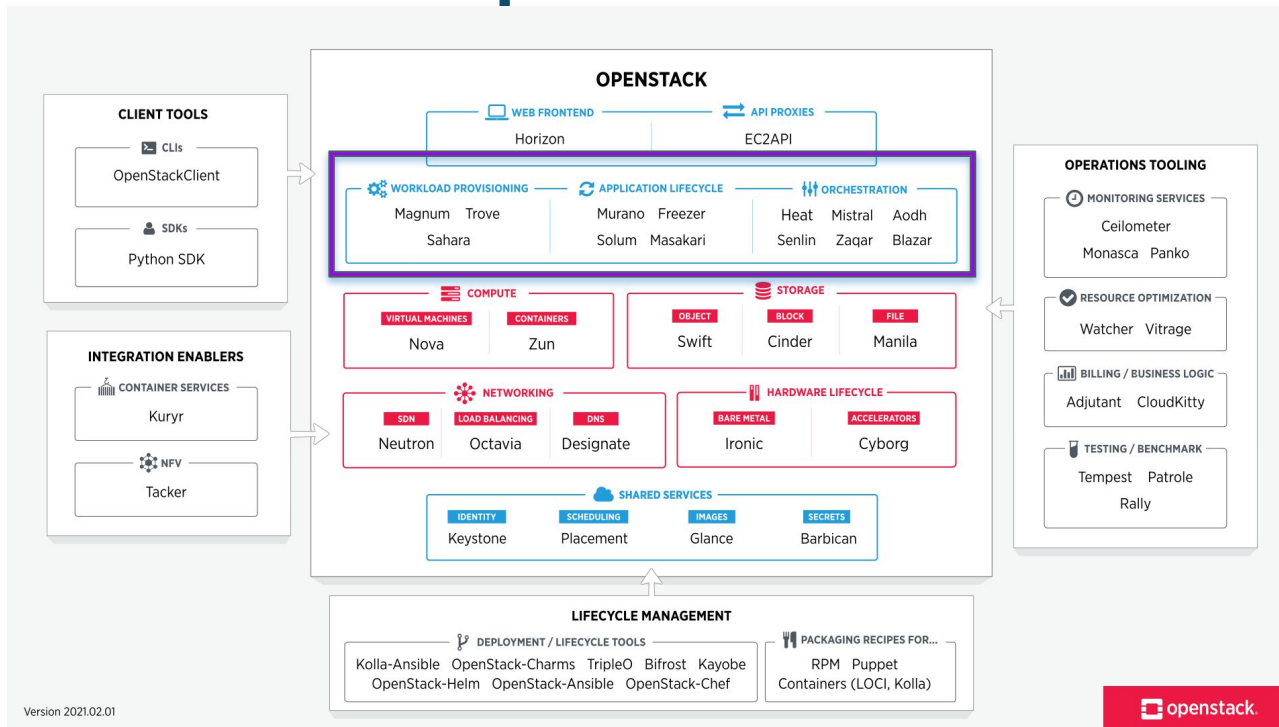 OPENSTACK
WEB FRONTEND
API PROXIES
Horizon
EC2API
WORKLOAD PROVISIONING
Magnum Trove
Sahara
APPLICATION LIFECYCLE
Murano Freezer
Solum Masakari
ORCHESTRATION
Heat Mistral Aodh
Senlin Zaqar Blazar
COMPUTE
VIRTUAL MACHINES
Nova
CONTAINERS
Zun
STORAGE
OBJECT
Swift
BLOCK
Cinder
FILE
Manila
NETWORKING
SDN
Neutron
LOAD BALANCING
Octavia
DNS
Designate
HARDWARE LIFECYCLE
BARE METAL
Ironic
ACCELERATORS
Cyborg
SHARED SERVICES
IDENTITY
Keystone
SCHEDULING
Placement
IMAGES
Glance
SECRETS
Barbican
CLIENT TOOLS
CLIs
OpenStackClient
SDKs
Python SDK
INTEGRATION ENABLERS
CONTAINER SERVICES
Kuryr
NFV
Tacker
OPERATIONS TOOLING
MONITORING SERVICES
Ceilometer
Monasca Panko
RESOURCE OPTIMIZATION
Watcher Vitrage
BILLING / BUSINESS LOGIC
Adjutant CloudKitty
TESTING / BENCHMARK
Tempest Patrole
Rally
LIFECYCLE MANAGEMENT
DEPLOYMENT / LIFECYCLE TOOLS
Kolla-Ansible OpenStack-Charms TripleO Bifrost Kayobe
OpenStack-Helm OpenStack-Ansible OpenStack-Chef
PACKAGING RECIPES FOR...
RPM Puppet
Containers (LOCI, Kolla)
Version 2021.02.01
openstack.